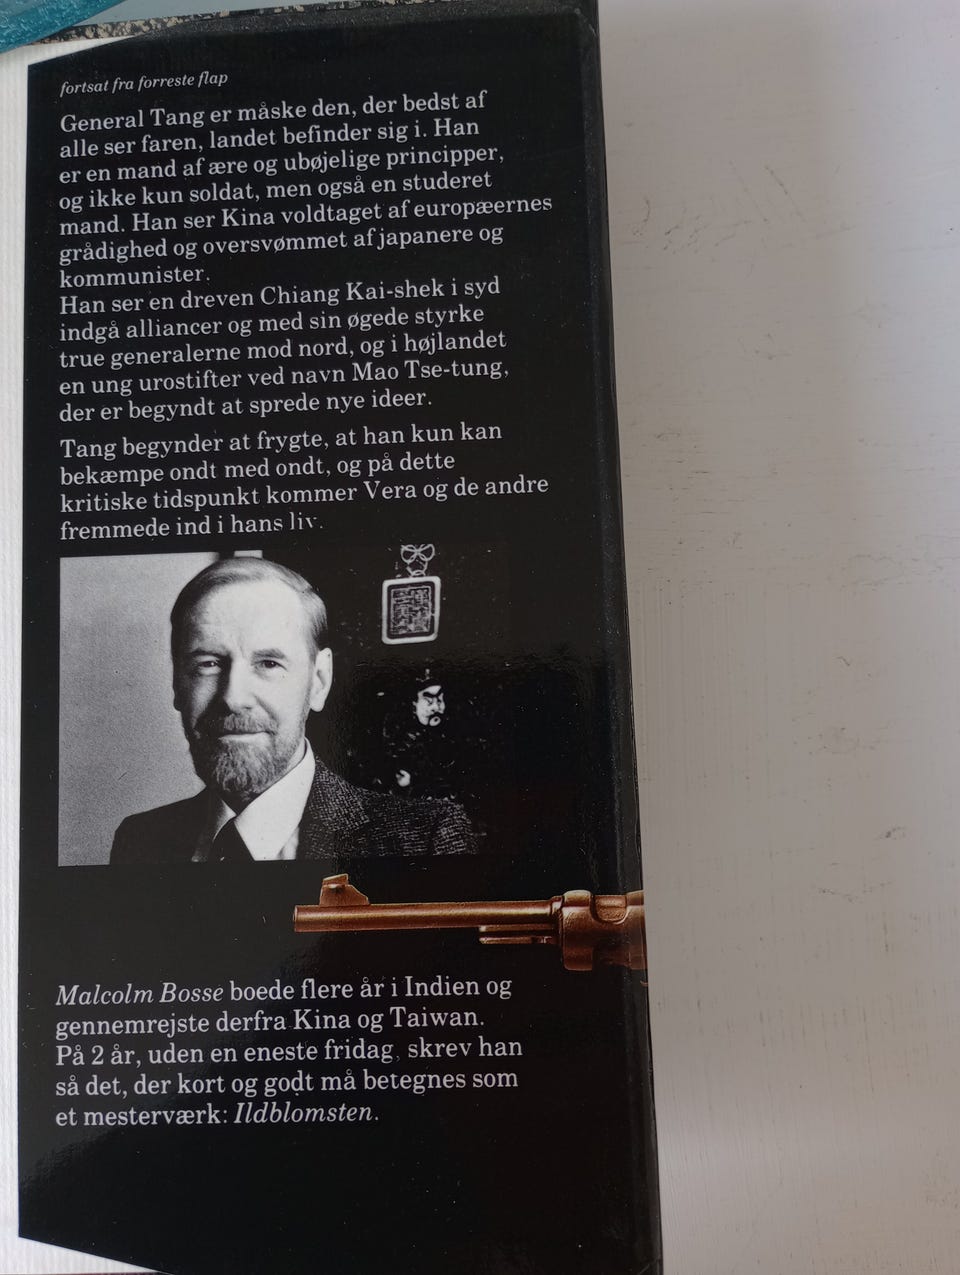 fortsat fra forreste flap
General Tang er måske den, der bedst af
alle ser faren, landet befinder sig i. Han
er en mand af ære og ubøjelige principper,
og ikke kun soldat, men også en studeret
mand. Han ser Kina voldtaget af europæernes
grådighed og oversvømmet af japanere og
kommunister.
Han ser en dreven Chiang Kai-shek i syd
indgå alliancer og med sin øgede styrke
true generalerne mod nord, og i højlandet
en ung urostifter ved navn Mao Tse-tung,
der er begyndt at sprede nye ideer.
Tang begynder at frygte, at han kun kan
bekæmpe ondt med ondt, og på dette
kritiske tidspunkt kommer Vera og de andre
fremmede ind i hans liv.
Malcolm Bosse boede flere år i Indien og
gennemrejste derfra Kina og Taiwan.
På 2 år, uden en eneste fridag, skrev han
så det, der kort og godt må betegnes som
et mesterværk: Ildblomsten.